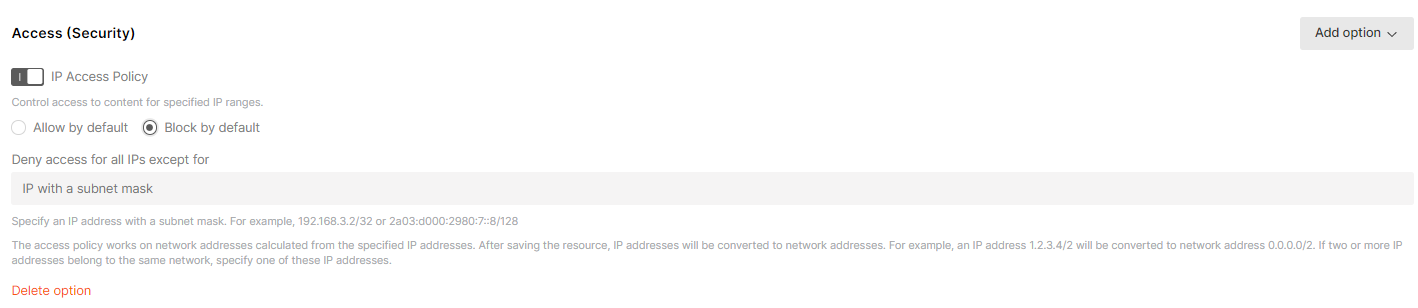 Access (Security)
Add option
IP Access Policy
Control access to content for specified IP ranges.
Allow by default
Block by default
Deny access for all IPs except for
IP with a subnet mask
Specify an IP address with a subnet mask. For example, 192.168.3.2/32 or 2a03:d000:2980:7::8/128
The access policy works on network addresses calculated from the specified IP addresses. After saving the resource, IP addresses will be converted to network addresses. For example, an IP address 1.2.3.4/2 will be converted to network address 0.0.0.0/2. If two or more IP
addresses belong to the same network, specify one of these IP addresses.
Delete option